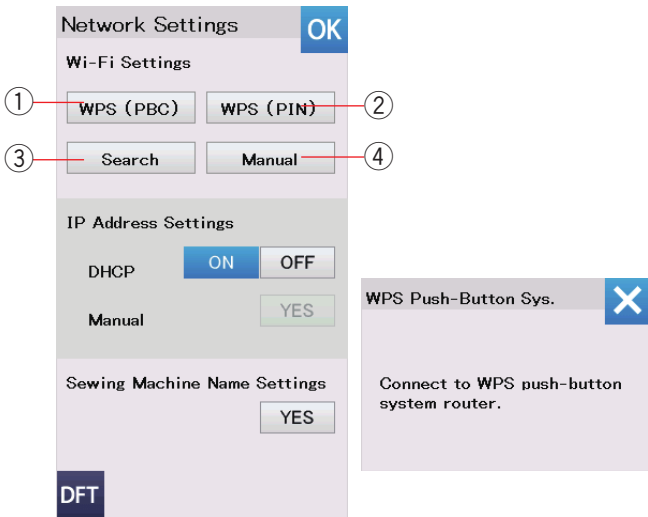 Network Settings
OK
Wi-Fi Settings
① WPS (PBC) WPS (PIN) ②
③ Search Manual ④
IP Address Settings
DHCP ON OFF
Manual YES
Sewing Machine Name Settings
YES
DFT
WPS Push-Button Sys.
Connect to WPS push-button
system router.